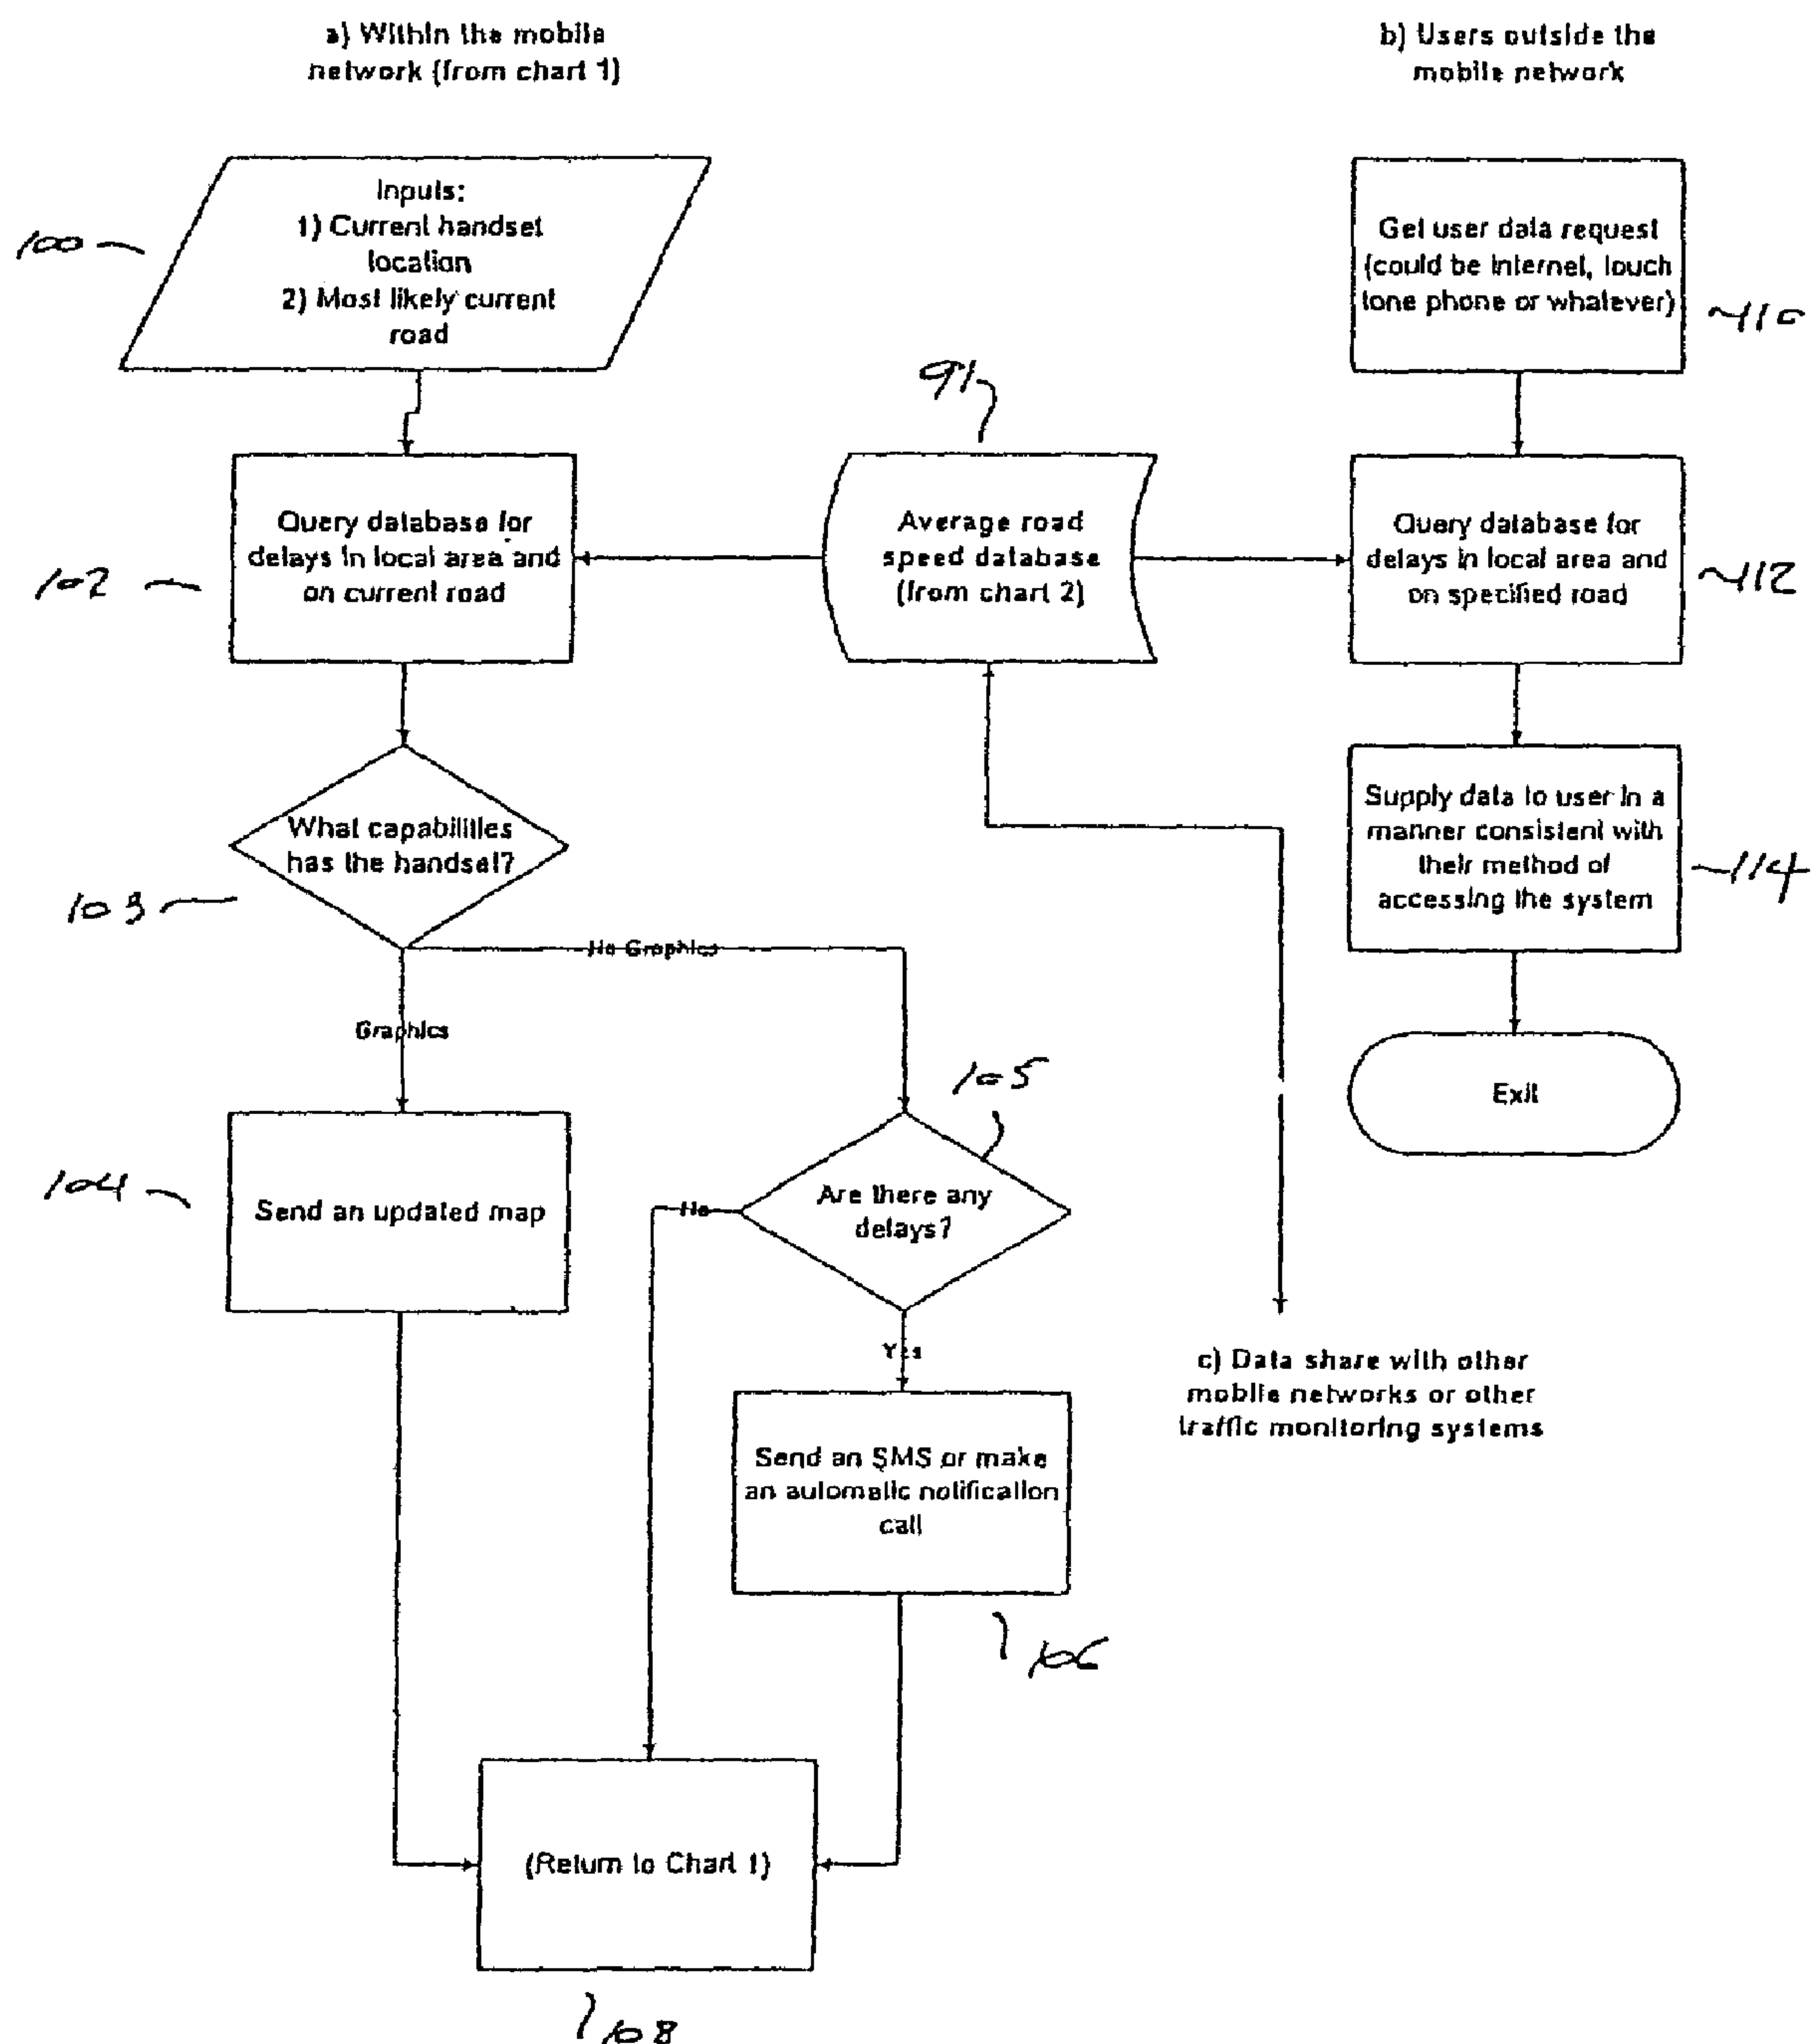 a) Within the mobile
network (from chart 1)
b) Users outside the
mobile network
Inputs:
1) Current handset
location
2) Most likely current
road
100
Get user data request
(could be internet, touch
tone phone or whatever)
110
91
Query database for
delays in local area and
on current road
102
Average road
speed database
(from chart 2)
Query database for
delays in local area and
on specified road
112
What capabilities
has the handset?
103
Supply data to user in a
manner consistent with
their method of
accessing the system
114
No Graphics
Graphics
105
Exit
Send an updated map
104
Are there any
delays?
No
Yes
c) Data share with other
mobile networks or other
traffic monitoring systems
Send an SMS or make
an automatic notification
call
106
(Return to Chart 1)
108